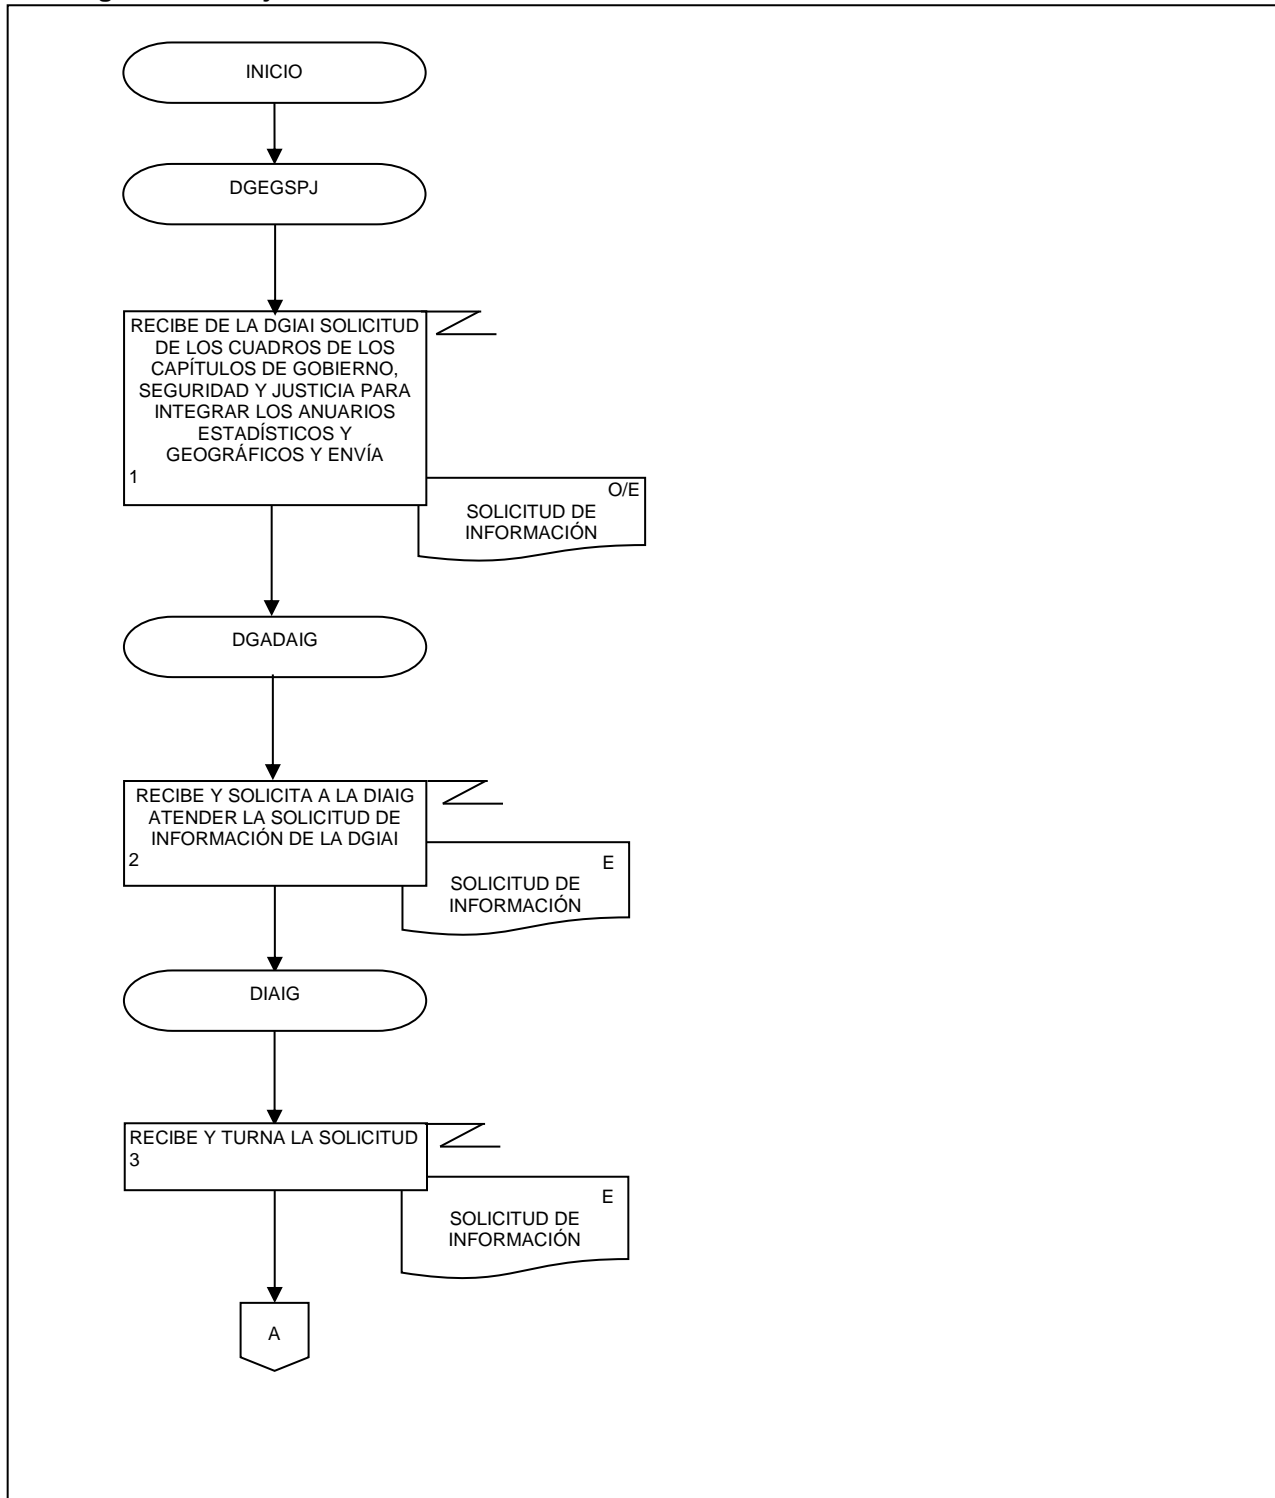 INICIO
DGEGSPJ
RECIBE DE LA DGIAI SOLICITUD
DE LOS CUADROS DE LOS
CAPÍTULOS DE GOBIERNO,
SEGURIDAD Y JUSTICIA PARA
INTEGRAR LOS ANUARIOS
ESTADÍSTICOS Y
GEOGRÁFICOS Y ENVÍA
1
O/E
SOLICITUD DE
INFORMACIÓN
DGADAIG
RECIBE Y SOLICITA A LA DIAIG
ATENDER LA SOLICITUD DE
INFORMACIÓN DE LA DGIAI
2
E
SOLICITUD DE
INFORMACIÓN
DIAIG
RECIBE Y TURNA LA SOLICITUD
3
E
SOLICITUD DE
INFORMACIÓN
A